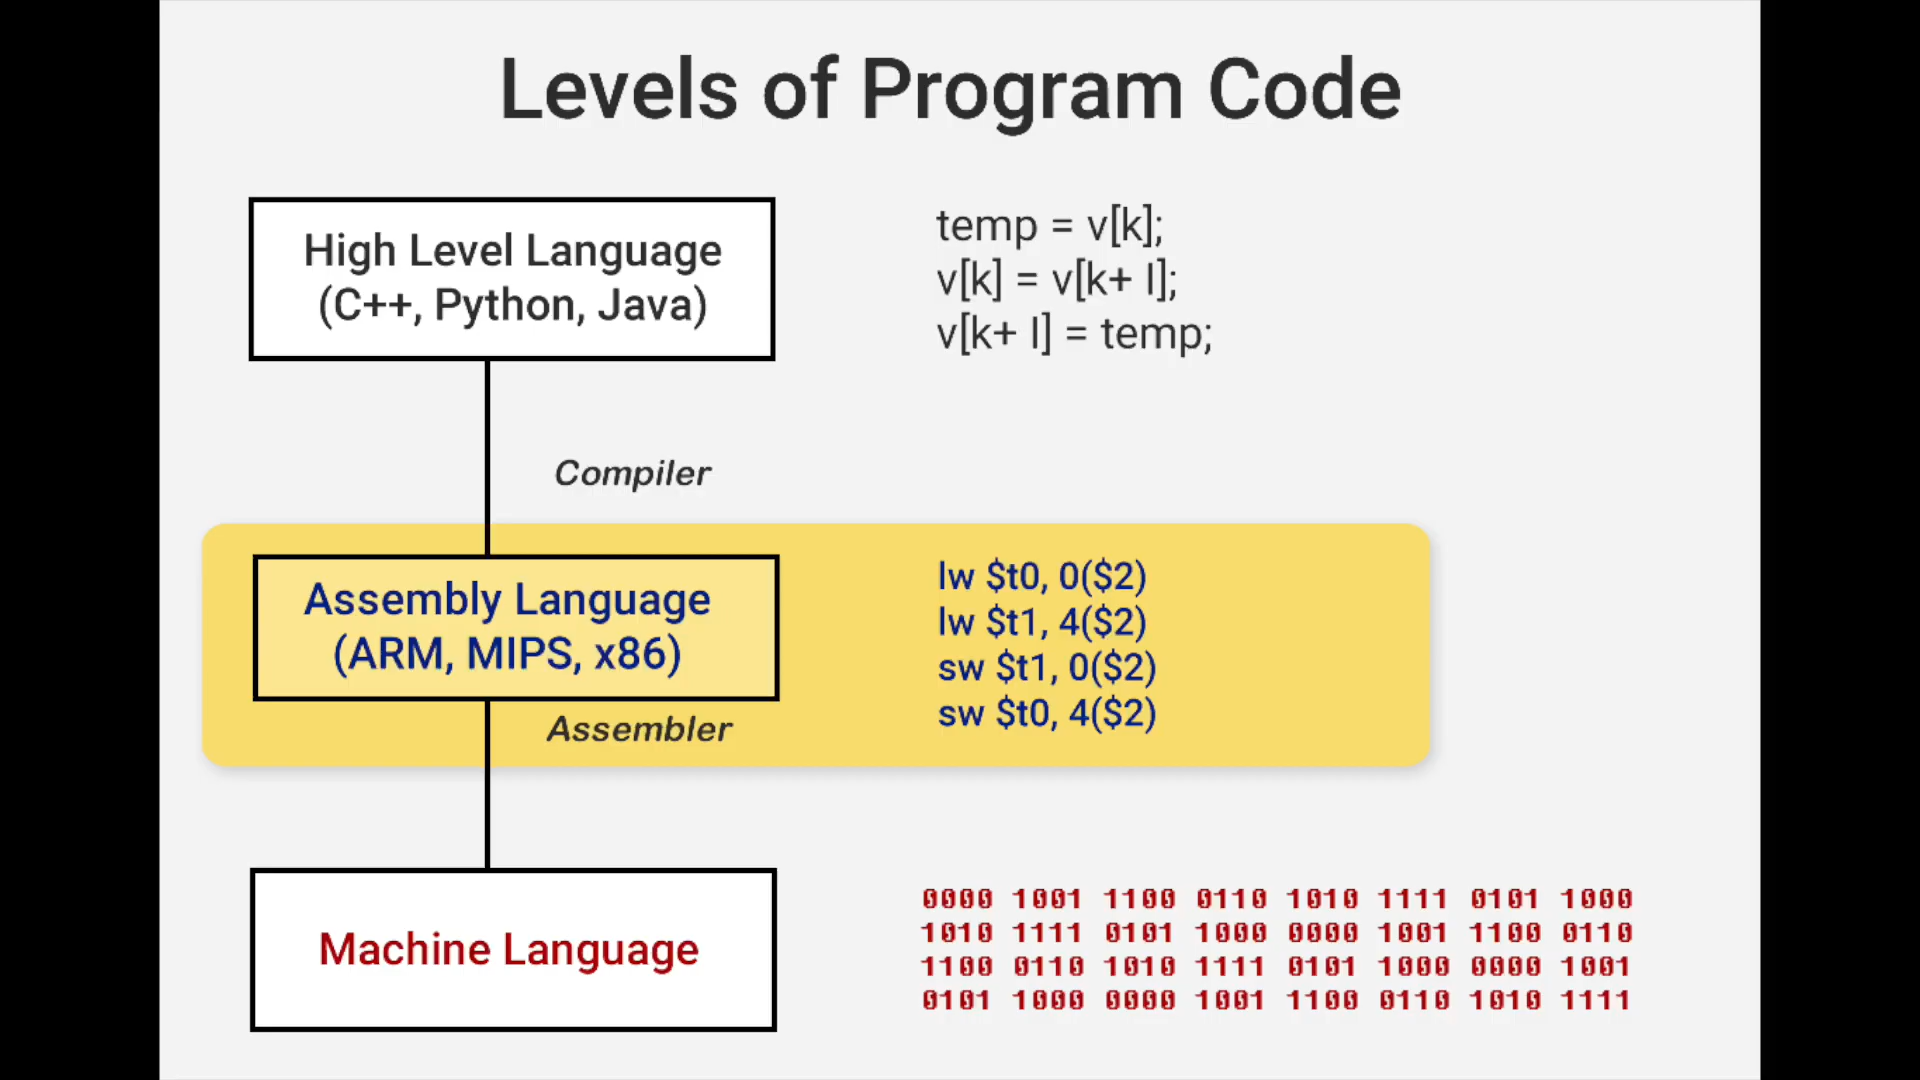 Levels of Program Code
High Level Language
(C++, Python, Java)
temp = v[k];
v[k] = v[k+ I];
v[k+ I] = temp;
Compiler
Assembly Language
(ARM, MIPS, x86)
lw $t0, 0($2)
lw $t1, 4($2)
sw $t1, 0($2)
sw $t0, 4($2)
Assembler
Machine Language
0000 1001 1100 0110 1010 1111 0101 1000
1010 1111 0101 1000 0000 1001 1100 0110
1100 0110 1010 1111 0101 1000 0000 1001
0101 1000 0000 1001 1100 0110 1010 1111